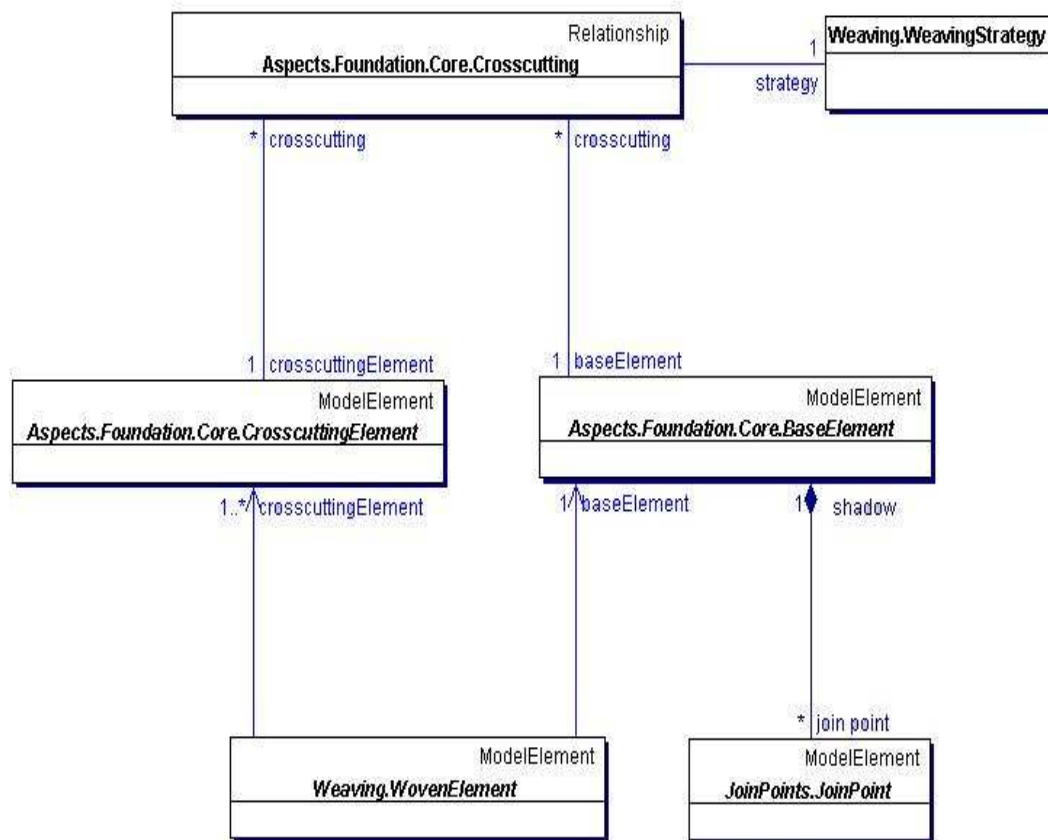 Relationship
Aspects.Foundation.Core.Crosscutting
Weaving.WeavingStrategy
1
strategy
* crosscutting
* crosscutting
1 crosscuttingElement
1 baseElement
ModelElement
Aspects.Foundation.Core.CrosscuttingElement
ModelElement
Aspects.Foundation.Core.BaseElement
1..* crosscuttingElement
1 baseElement
1 shadow
* join point
ModelElement
Weaving.WovenElement
ModelElement
JoinPoints.JoinPoint